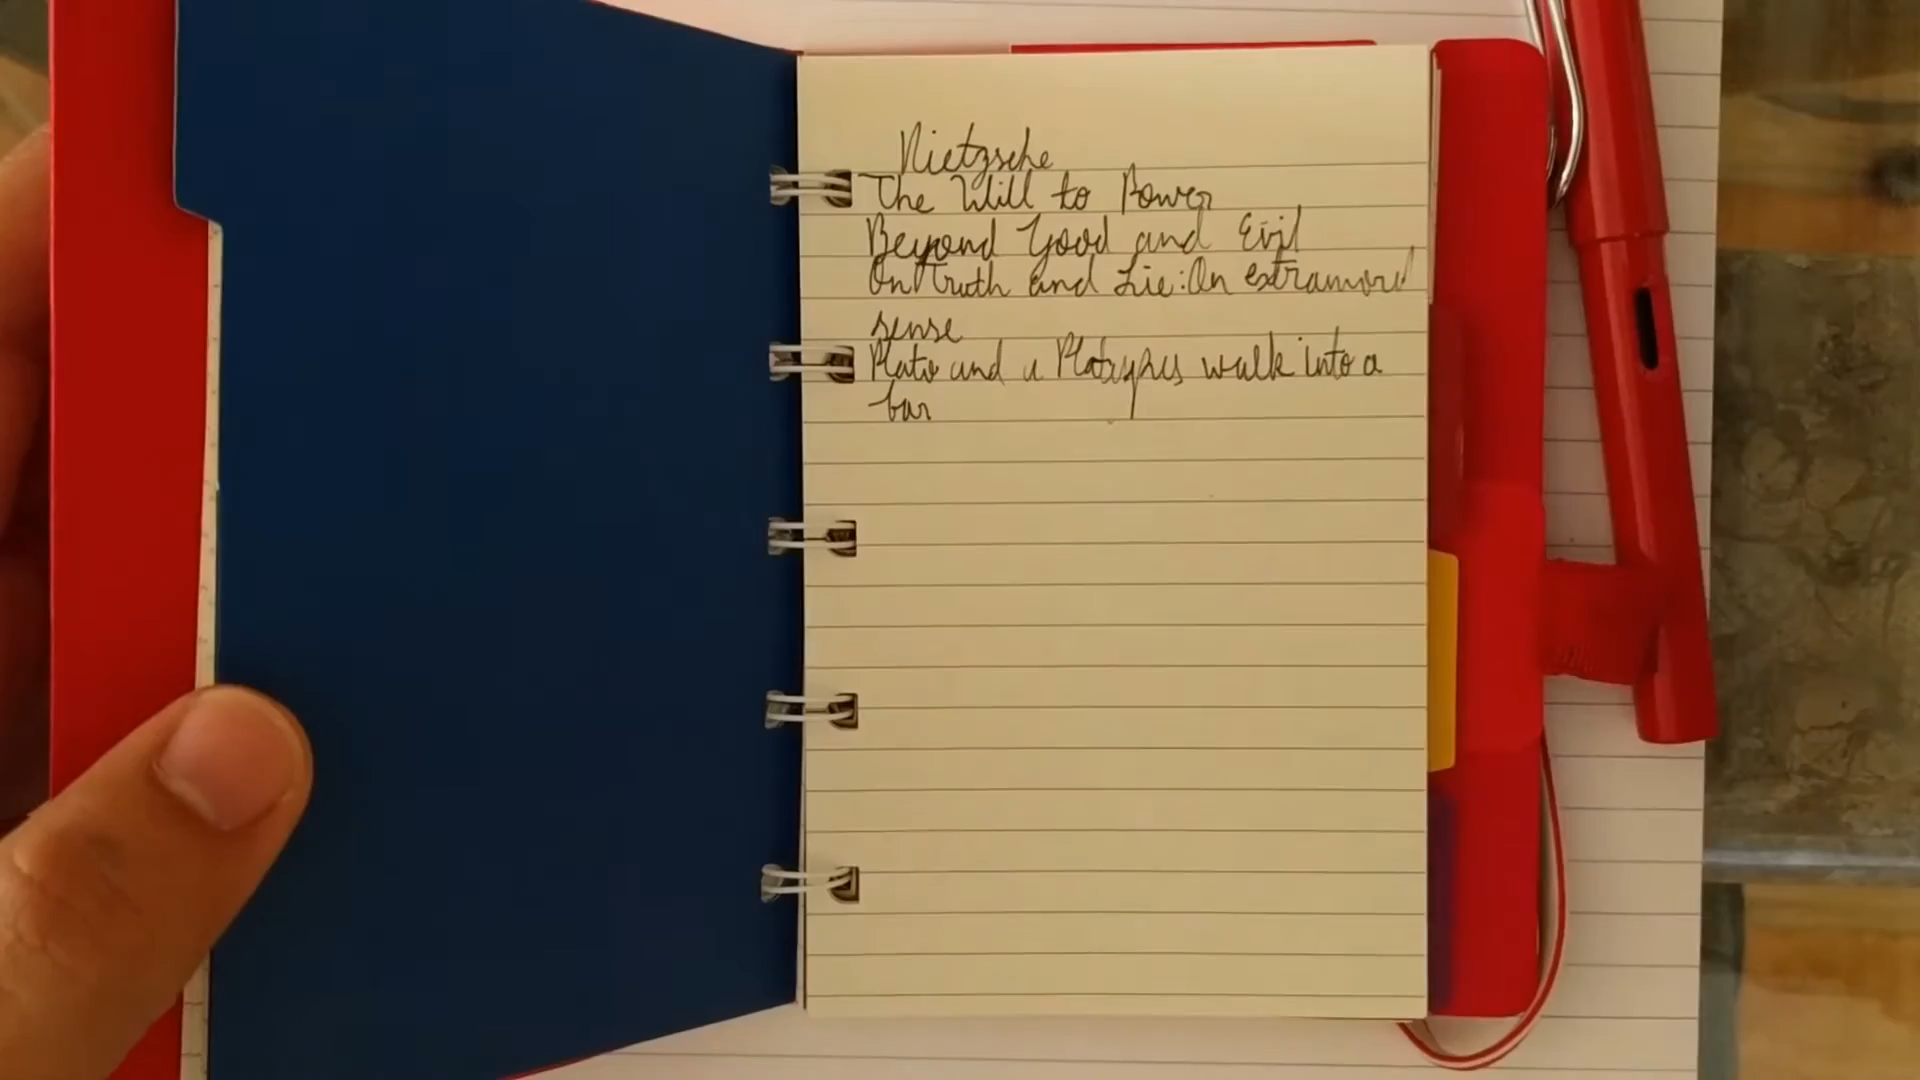 Nietzsche
The Will to Power
Beyond Good and Evil
On Truth and Lie: On extramoral
sense
Plato and a Platypus walk into a
bar